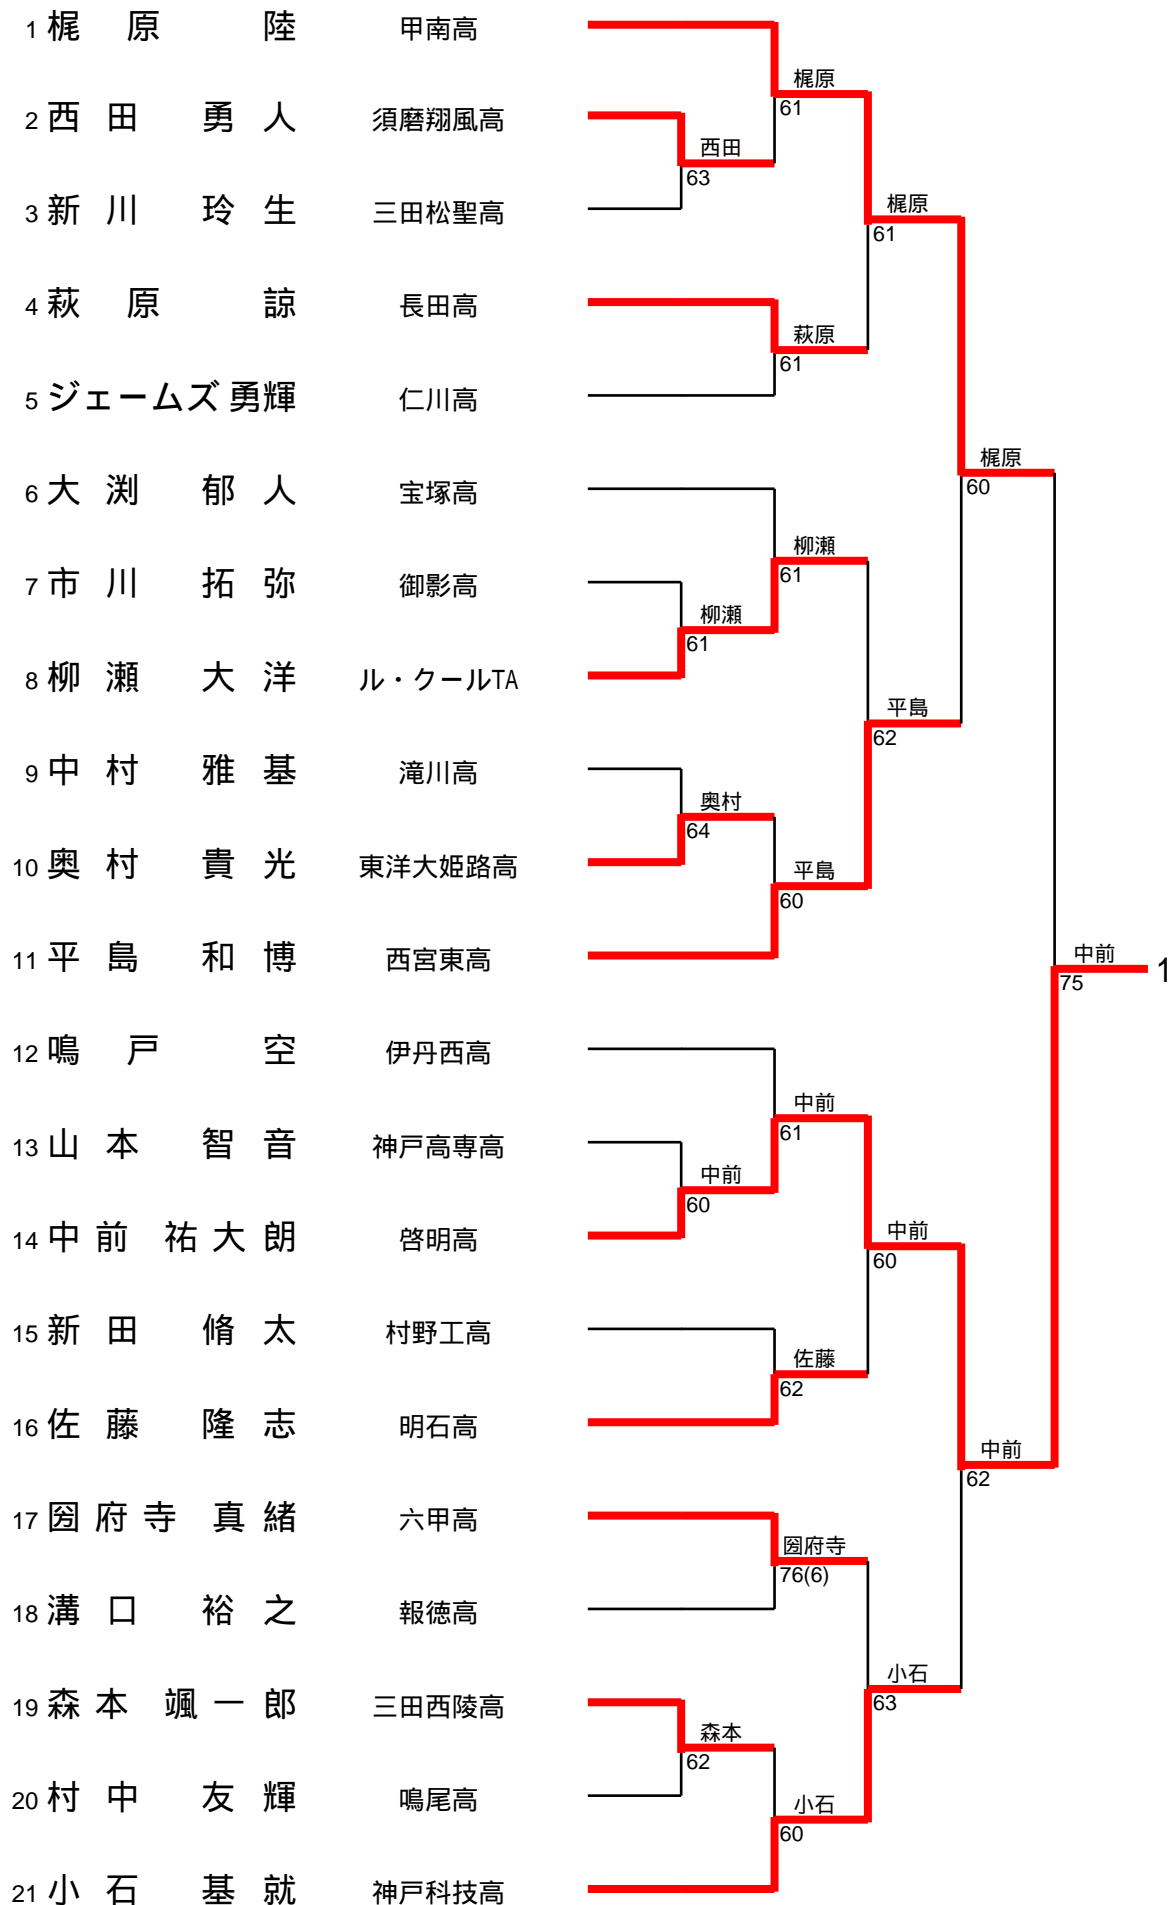 1 梶原 陸 甲南高
梶原
61
2 西田 勇人 須磨翔風高
西田
63
3 新川 玲生 三田松聖高
梶原
61
4 萩原 諒 長田高
萩原
61
5 ジェームズ 勇輝 仁川高
梶原
60
6 大渕 郁人 宝塚高
柳瀬
61
7 市川 拓弥 御影高
柳瀬
61
8 柳瀬 大洋 ル・クールTA
平島
62
9 中村 雅基 滝川高
奥村
64
10 奥村 貴光 東洋大姫路高
平島
60
11 平島 和博 西宮東高
中前 1
75
12 鳴戸 空 伊丹西高
中前
61
13 山本 智音 神戸高専高
中前
60
14 中前 祐大朗 啓明高
中前
60
15 新田 脩太 村野工高
佐藤
62
16 佐藤 隆志 明石高
中前
62
17 圀府寺 真緒 六甲高
圀府寺
76(6)
18 溝口 裕之 報徳高
小石
63
19 森本 颯一郎 三田西陵高
森本
62
20 村中 友輝 鳴尾高
小石
60
21 小石 基就 神戸科技高